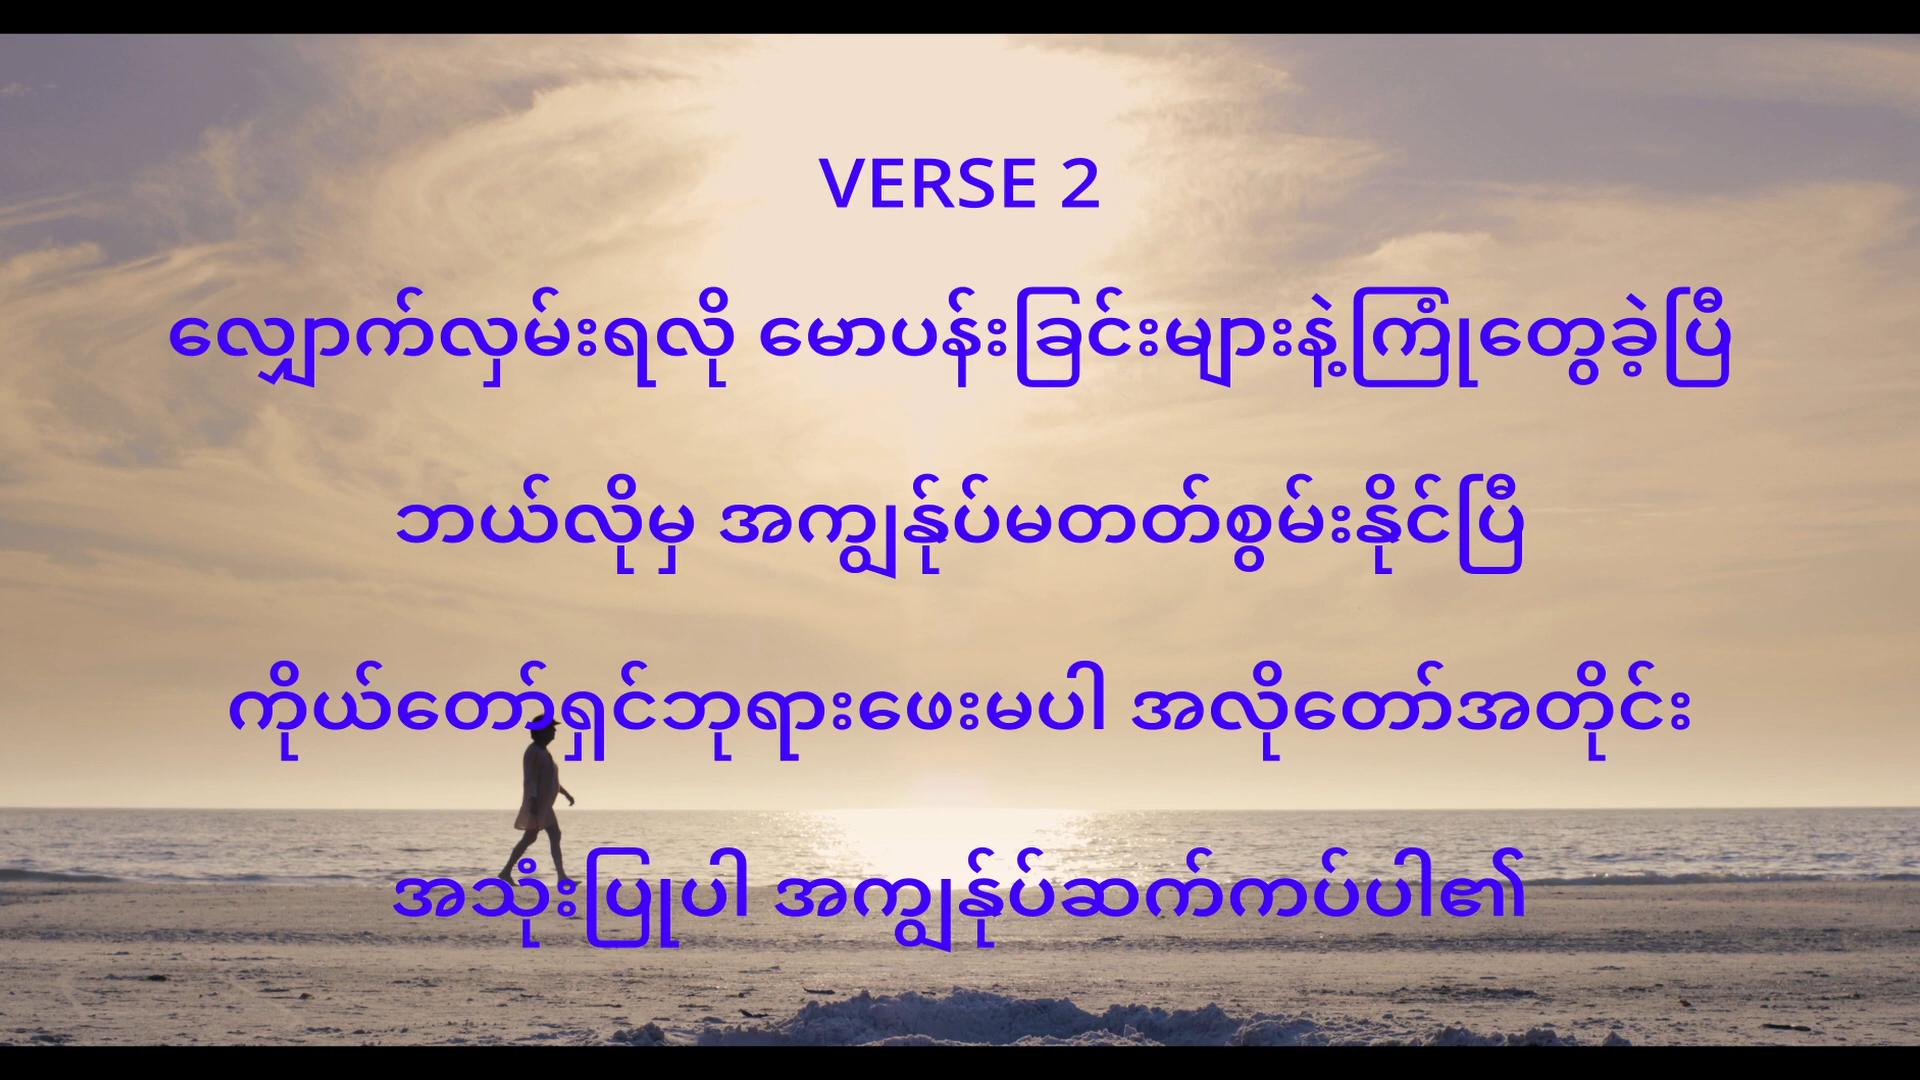 VERSE 2
လျှောက်လှမ်းရလို မောပန်းခြင်းများနဲ့ကြုံတွေခဲ့ပြီ
ဘယ်လိုမှ အကျွန်ုပ်မတတ်စွမ်းနိုင်ပြီ
ကိုယ်တော်ရှင်ဘုရားဖေးမပါ အလိုတော်အတိုင်း
အသုံးပြုပါ အကျွန်ုပ်ဆက်ကပ်ပါ၏